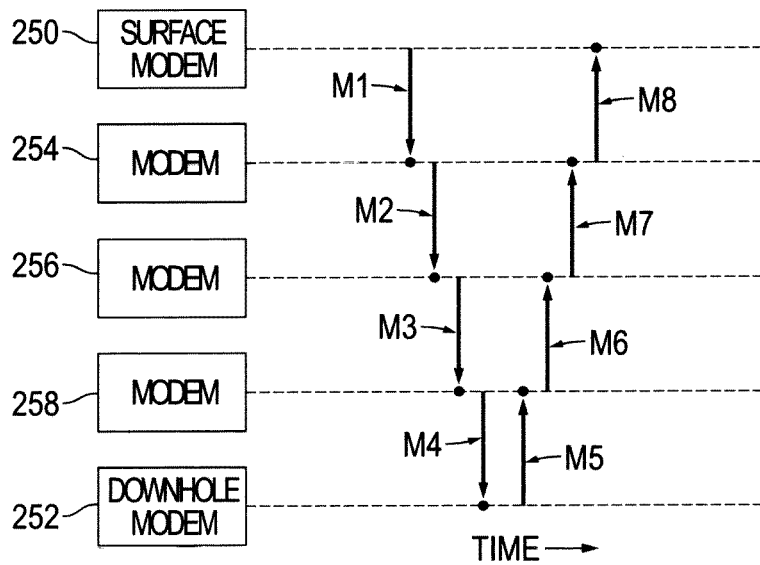 250
SURFACE
MODEM
M1
M8
254
MODEM
M2
M7
256
MODEM
M3
M6
258
MODEM
M4
M5
252
DOWNHOLE
MODEM
TIME